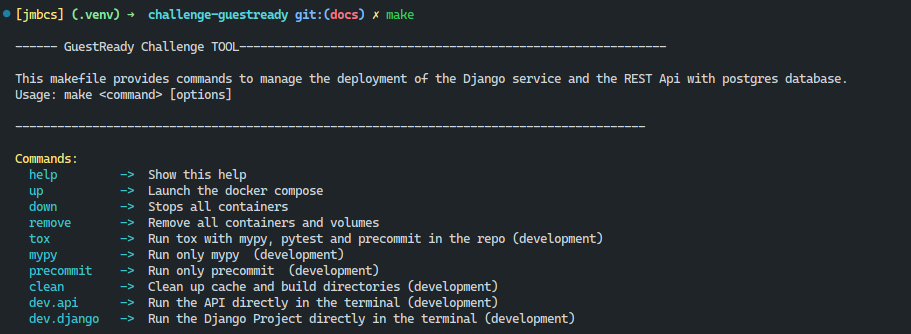 [jmbcs] (.venv) → challenge-guestready git:(docs) ✗ make
------ GuestReady Challenge TOOL-------------------------------------------------------------
This makefile provides commands to manage the deployment of the Django service and the REST Api with postgres database.
Usage: make <command> [options]
------------------------------------------------------------------------------------------
Commands:
help -> Show this help
up -> Launch the docker compose
down -> Stops all containers
remove -> Remove all containers and volumes
tox -> Run tox with mypy, pytest and precommit in the repo (development)
mypy -> Run only mypy (development)
precommit -> Run only precommit (development)
clean -> Clean up cache and build directories (development)
dev.api -> Run the API directly in the terminal (development)
dev.django -> Run the Django Project directly in the terminal (development)